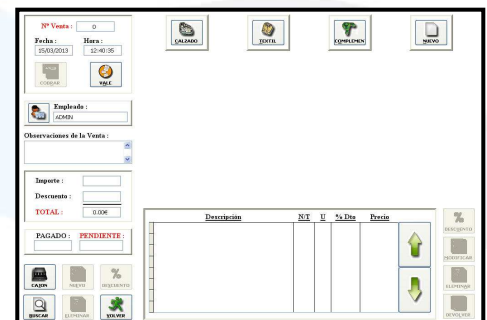 Nº Venta : 0
Fecha : Hora :
15/03/2013 12:40:35
COBRAR VALE
Empleado :
ADMIN
Observaciones de la Venta :
Importe :
Descuento :
TOTAL : 0.00€
PAGADO : PENDIENTE :
CAJON NUEVO DESCUENTO
BUSCAR ELIMINAR VOLVER
CALZADO TEXTIL COMPLEMEN NUEVO
Descripción N/T U % Dto Precio
DESCUENTO
MODIFICAR
ELIMINAR
DEVOLVER